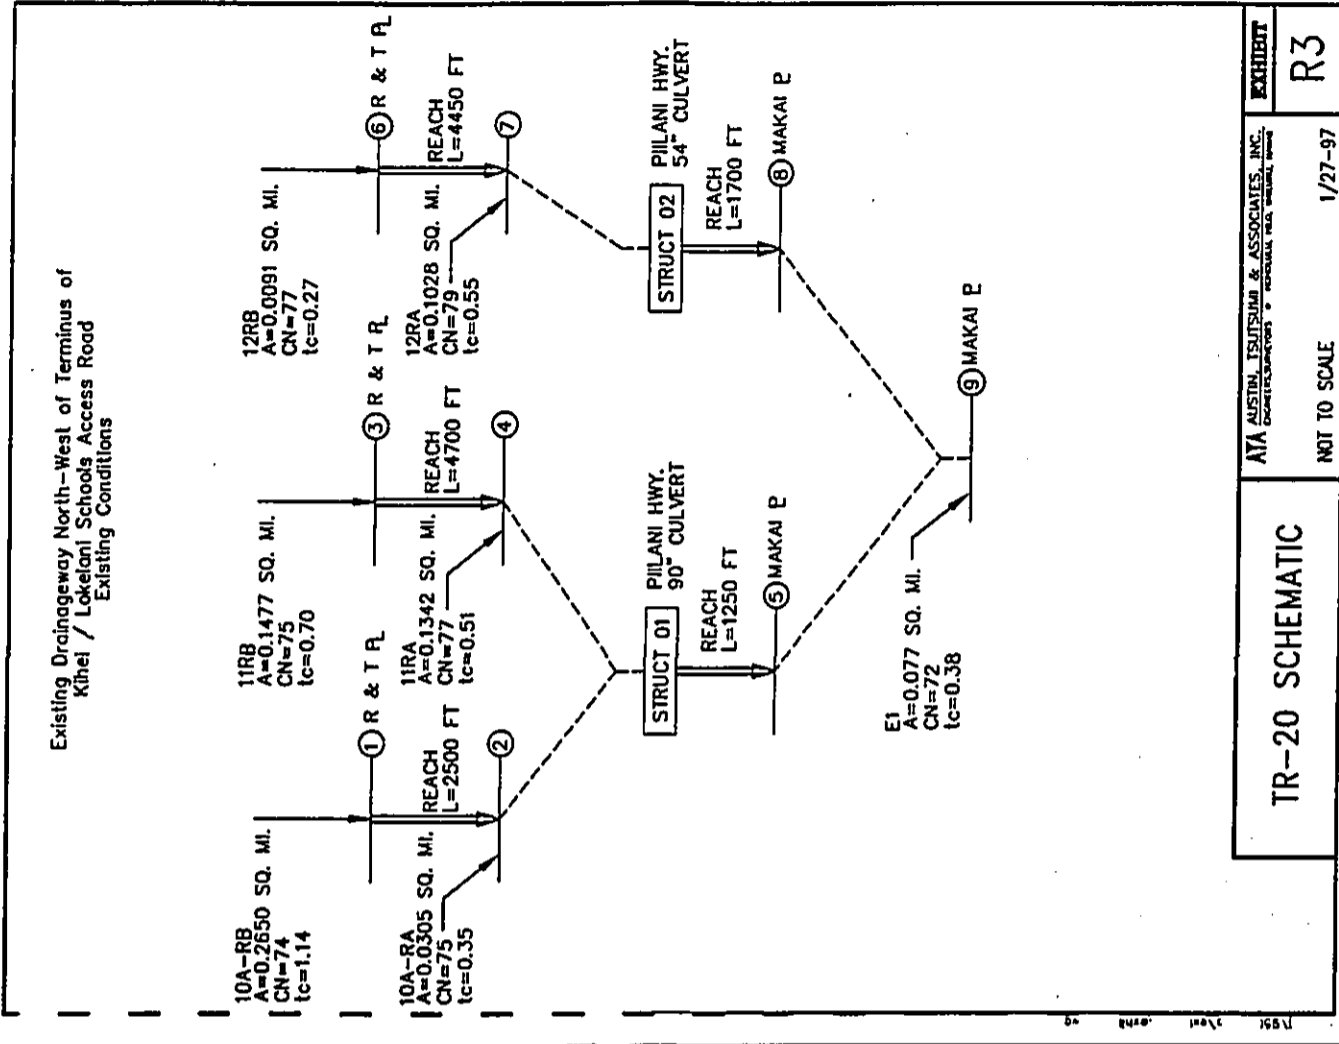 Existing Drainageway North-West of Terminus of
Kihei / Lokelani Schools Access Road
Existing Conditions
10A-RB
A=0.2650 SQ. MI.
CN=74
tc=1.14
11RB
A=0.1477 SQ. MI.
CN=75
tc=0.70
12RB
A=0.0091 SQ. MI.
CN=77
tc=0.27
1 R & T PL
3 R & T PL
6 R & T PL
10A-RA
A=0.0305 SQ. MI.
CN=75
tc=0.35
REACH
L=2500 FT
11RA
A=0.1342 SQ. MI.
CN=77
tc=0.51
REACH
L=4700 FT
12RA
A=0.1028 SQ. MI.
CN=79
tc=0.55
REACH
L=4450 FT
2
4
7
STRUCT 01
PIILANI HWY.
90" CULVERT
STRUCT 02
PIILANI HWY.
54" CULVERT
REACH
L=1250 FT
REACH
L=1700 FT
5 MAKAI PL
8 MAKAI PL
E1
A=0.077 SQ. MI.
CN=72
tc=0.38
9 MAKAI PL
TR-20 SCHEMATIC
ATA AUSTIN, TSUTSUMI & ASSOCIATES, INC.
NOT TO SCALE
1/27-97
EXHIBIT
R3